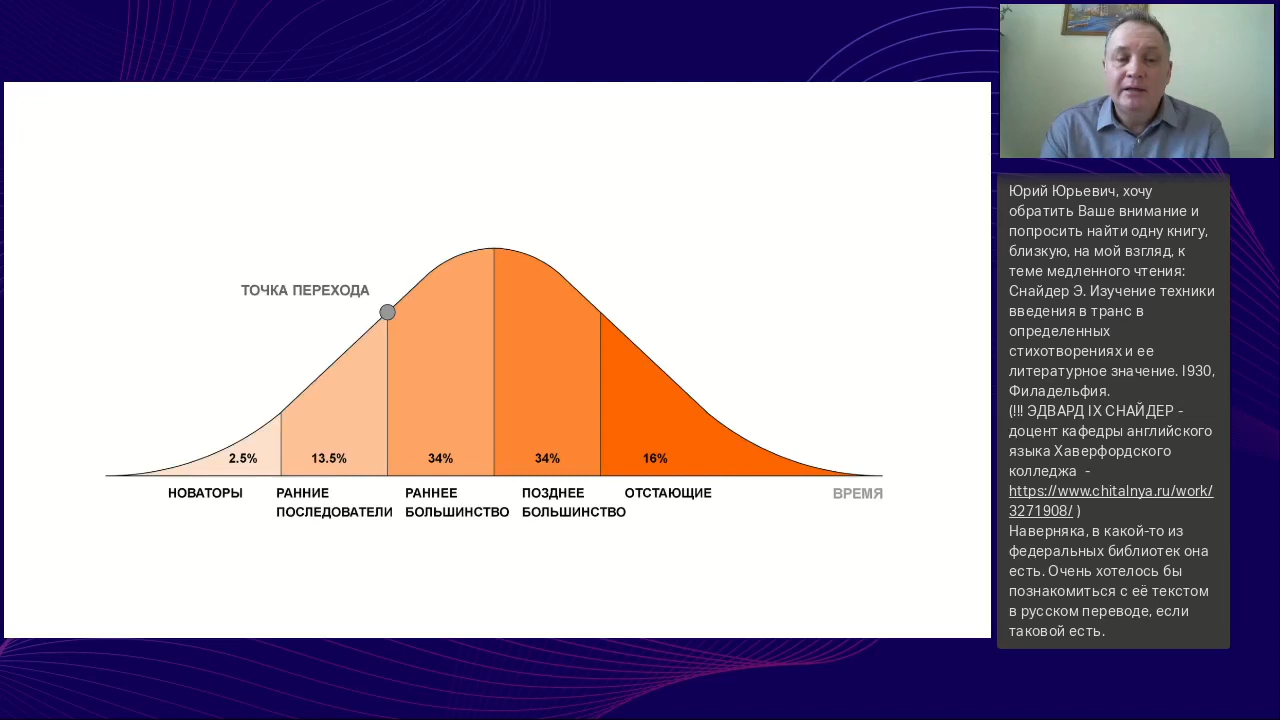 ТОЧКА ПЕРЕХОДА
2.5% 13.5% 34% 34% 16%
НОВАТОРЫ РАННИЕ ПОСЛЕДОВАТЕЛИ РАННЕЕ БОЛЬШИНСТВО ПОЗДНЕЕ БОЛЬШИНСТВО ОТСТАЮЩИЕ ВРЕМЯ
Юрий Юрьевич, хочу
обратить Ваше внимание и
попросить найти одну книгу,
близкую, на мой взгляд, к
теме медленного чтения:
Снайдер Э. Изучение техники
введения в транс в
определенных
стихотворениях и ее
литературное значение. I930,
Филадельфия.
(!!! ЭДВАРД IX СНАЙДЕР -
доцент кафедры английского
языка Хаверфордского
колледжа -
https://www.chitalnya.ru/work/
3271908/ )
Наверняка, в какой-то из
федеральных библиотек она
есть. Очень хотелось бы
познакомиться с её текстом
в русском переводе, если
таковой есть.